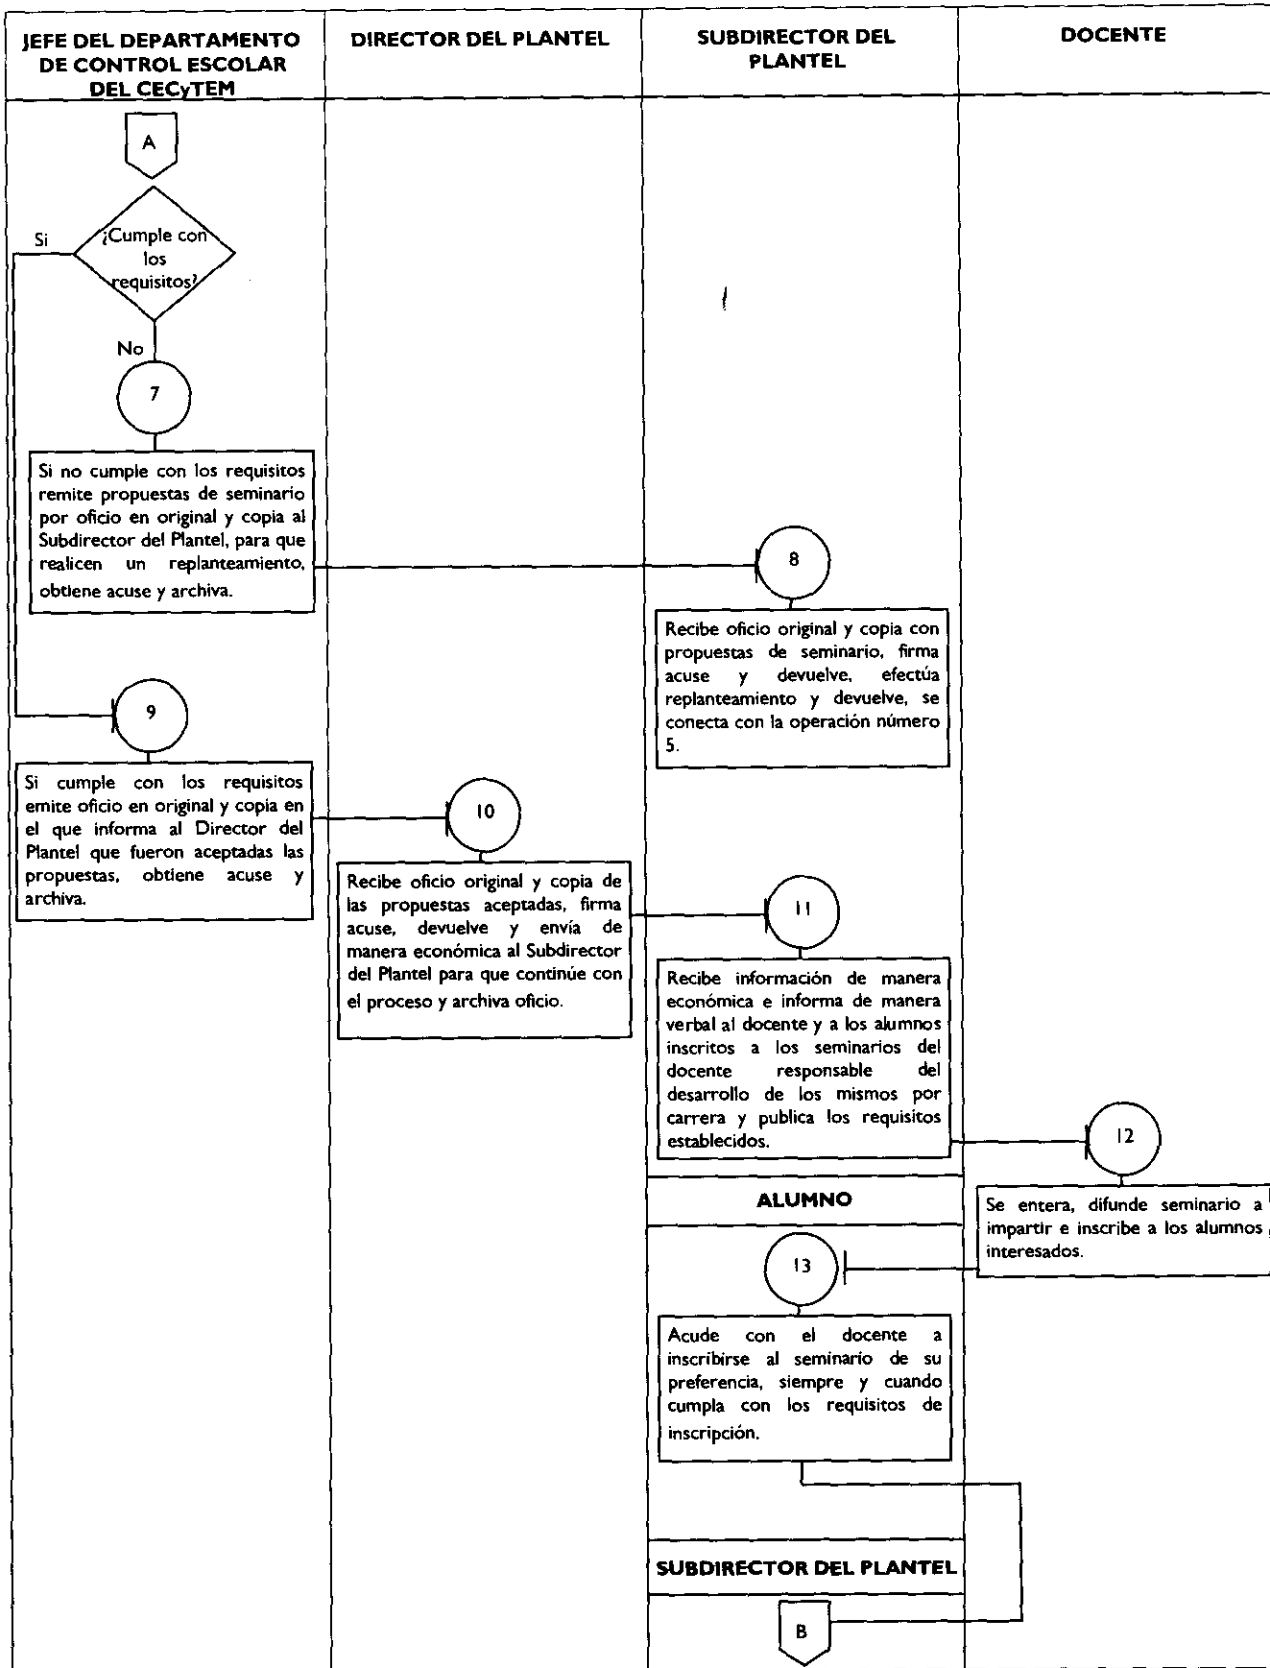 JEFE DEL DEPARTAMENTO
DE CONTROL ESCOLAR
DEL CECyTEM
DIRECTOR DEL PLANTEL
SUBDIRECTOR DEL
PLANTEL
DOCENTE
A
¿Cumple con
los
requisitos?
Si
No
7
Si no cumple con los requisitos
remite propuestas de seminario
por oficio en original y copia al
Subdirector del Plantel, para que
realicen un replanteamiento,
obtiene acuse y archiva.
8
Recibe oficio original y copia con
propuestas de seminario, firma
acuse y devuelve, efectúa
replanteamiento y devuelve, se
conecta con la operación número
5.
9
Si cumple con los requisitos
emite oficio en original y copia en
el que informa al Director del
Plantel que fueron aceptadas las
propuestas, obtiene acuse y
archiva.
10
Recibe oficio original y copia de
las propuestas aceptadas, firma
acuse, devuelve y envía de
manera económica al Subdirector
del Plantel para que continúe con
el proceso y archiva oficio.
11
Recibe información de manera
económica e informa de manera
verbal al docente y a los alumnos
inscritos a los seminarios del
docente responsable del
desarrollo de los mismos por
carrera y publica los requisitos
establecidos.
12
Se entera, difunde seminario a
impartir e inscribe a los alumnos
interesados.
ALUMNO
13
Acude con el docente a
inscribirse al seminario de su
preferencia, siempre y cuando
cumpla con los requisitos de
inscripción.
SUBDIRECTOR DEL PLANTEL
B